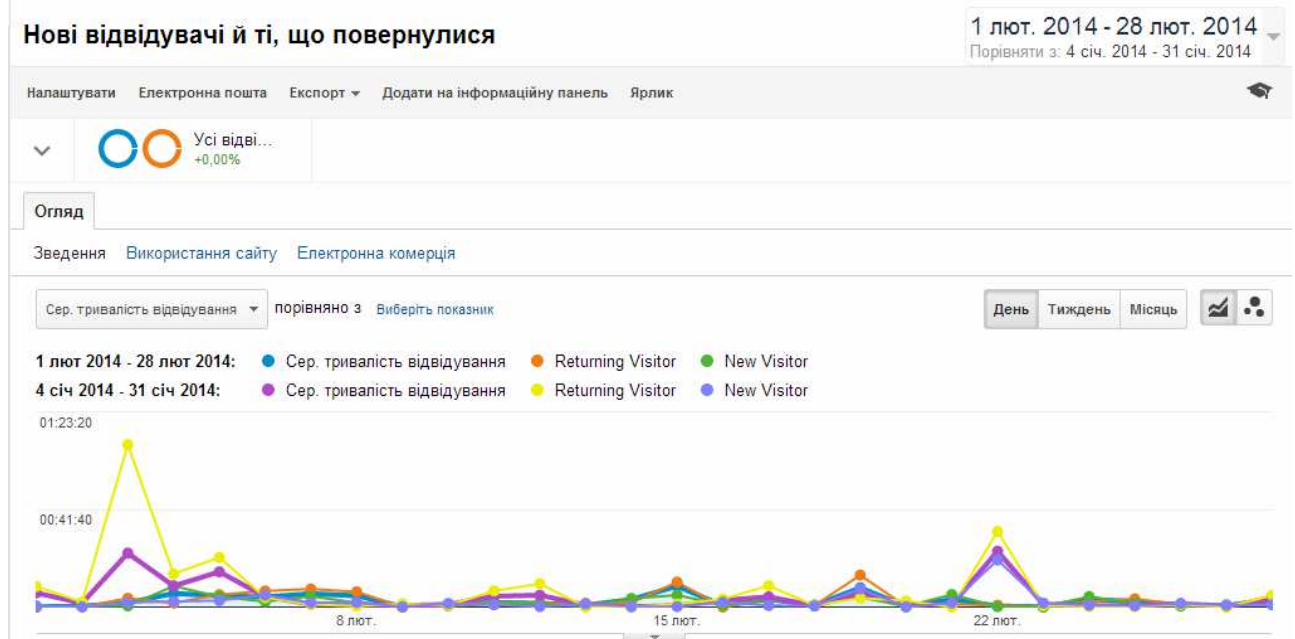 Нові відвідувачі й ті, що повернулися
1 лют. 2014 - 28 лют. 2014
Порівняти з: 4 січ. 2014 - 31 січ. 2014
Налаштувати Електронна пошта Експорт Додати на інформаційну панель Ярлик
Усі відві...
+0,00%
Огляд
Зведення Використання сайту Електронна комерція
Сер. тривалість відвідування порівняно з Виберіть показник День Тиждень Місяць
1 лют 2014 - 28 лют 2014: Сер. тривалість відвідування Returning Visitor New Visitor
4 січ 2014 - 31 січ 2014: Сер. тривалість відвідування Returning Visitor New Visitor
01:23:20
00:41:40
8 лют. 15 лют. 22 лют.